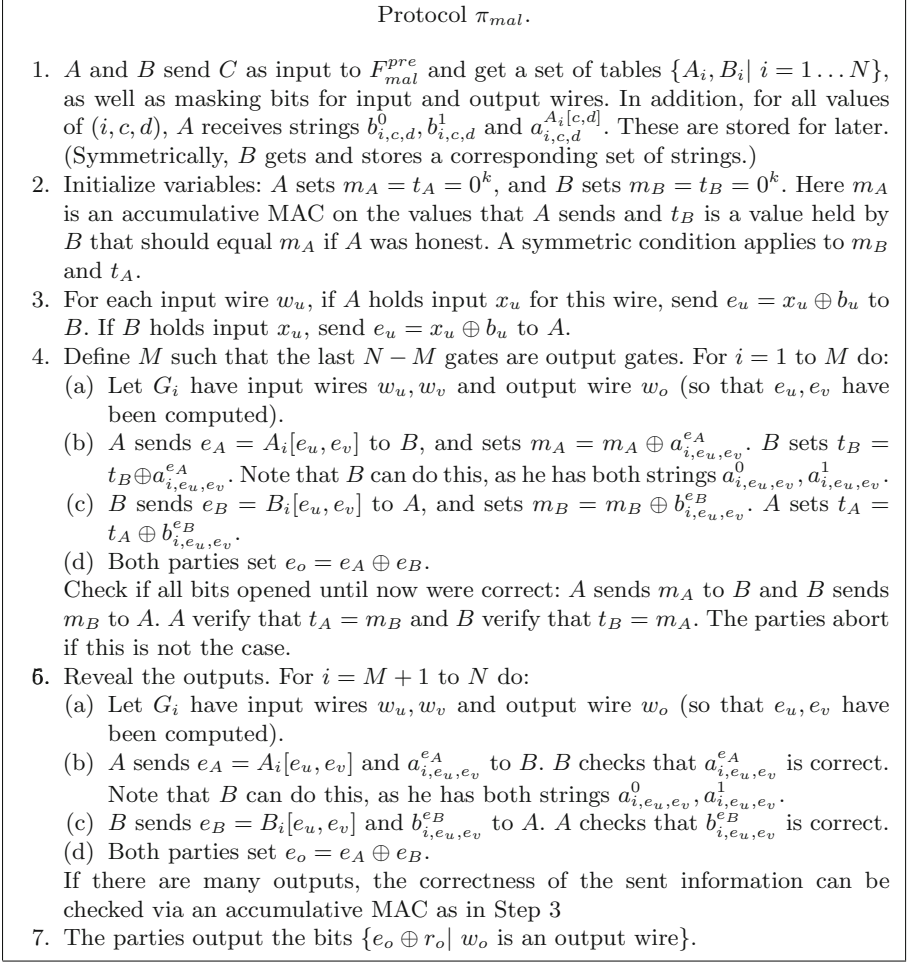 Protocol $\pi_{mal}$.
1. $A$ and $B$ send $C$ as input to $F^{pre}_{mal}$ and get a set of tables $\{A_i, B_i | \ i = 1 \ldots N\}$,
as well as masking bits for input and output wires. In addition, for all values
of $(i, c, d)$, $A$ receives strings $b^0_{i,c,d}, b^1_{i,c,d}$ and $a^{A_i[c,d]}_{i,c,d}$. These are stored for later.
(Symmetrically, $B$ gets and stores a corresponding set of strings.)
2. Initialize variables: $A$ sets $m_A = t_A = 0^k$, and $B$ sets $m_B = t_B = 0^k$. Here $m_A$
is an accumulative MAC on the values that $A$ sends and $t_B$ is a value held by
$B$ that should equal $m_A$ if $A$ was honest. A symmetric condition applies to $m_B$
and $t_A$.
3. For each input wire $w_u$, if $A$ holds input $x_u$ for this wire, send $e_u = x_u \oplus b_u$ to
$B$. If $B$ holds input $x_u$, send $e_u = x_u \oplus b_u$ to $A$.
4. Define $M$ such that the last $N - M$ gates are output gates. For $i = 1$ to $M$ do:
(a) Let $G_i$ have input wires $w_u, w_v$ and output wire $w_o$ (so that $e_u, e_v$ have
been computed).
(b) $A$ sends $e_A = A_i[e_u, e_v]$ to $B$, and sets $m_A = m_A \oplus a^{e_A}_{i,e_u,e_v}$. $B$ sets $t_B =$
$t_B \oplus a^{e_A}_{i,e_u,e_v}$. Note that $B$ can do this, as he has both strings $a^0_{i,e_u,e_v}, a^1_{i,e_u,e_v}$.
(c) $B$ sends $e_B = B_i[e_u, e_v]$ to $A$, and sets $m_B = m_B \oplus b^{e_B}_{i,e_u,e_v}$. $A$ sets $t_A =$
$t_A \oplus b^{e_B}_{i,e_u,e_v}$.
(d) Both parties set $e_o = e_A \oplus e_B$.
Check if all bits opened until now were correct: $A$ sends $m_A$ to $B$ and $B$ sends
$m_B$ to $A$. $A$ verify that $t_A = m_B$ and $B$ verify that $t_B = m_A$. The parties abort
if this is not the case.
Reveal the outputs. For $i = M + 1$ to $N$ do:
(a) Let $G_i$ have input wires $w_u, w_v$ and output wire $w_o$ (so that $e_u, e_v$ have
been computed).
(b) $A$ sends $e_A = A_i[e_u, e_v]$ and $a^{e_A}_{i,e_u,e_v}$ to $B$. $B$ checks that $a^{e_A}_{i,e_u,e_v}$ is correct.
Note that $B$ can do this, as he has both strings $a^0_{i,e_u,e_v}, a^1_{i,e_u,e_v}$.
(c) $B$ sends $e_B = B_i[e_u, e_v]$ and $b^{e_B}_{i,e_u,e_v}$ to $A$. $A$ checks that $b^{e_B}_{i,e_u,e_v}$ is correct.
(d) Both parties set $e_o = e_A \oplus e_B$.
If there are many outputs, the correctness of the sent information can be
checked via an accumulative MAC as in Step 3
7. The parties output the bits $\{e_o \oplus r_o | \ w_o$ is an output wire$\}$.